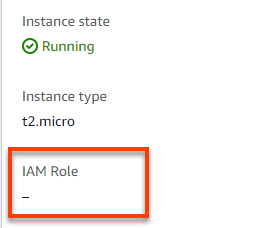 Instance state
Running
Instance type
t2.micro
IAM Role
–